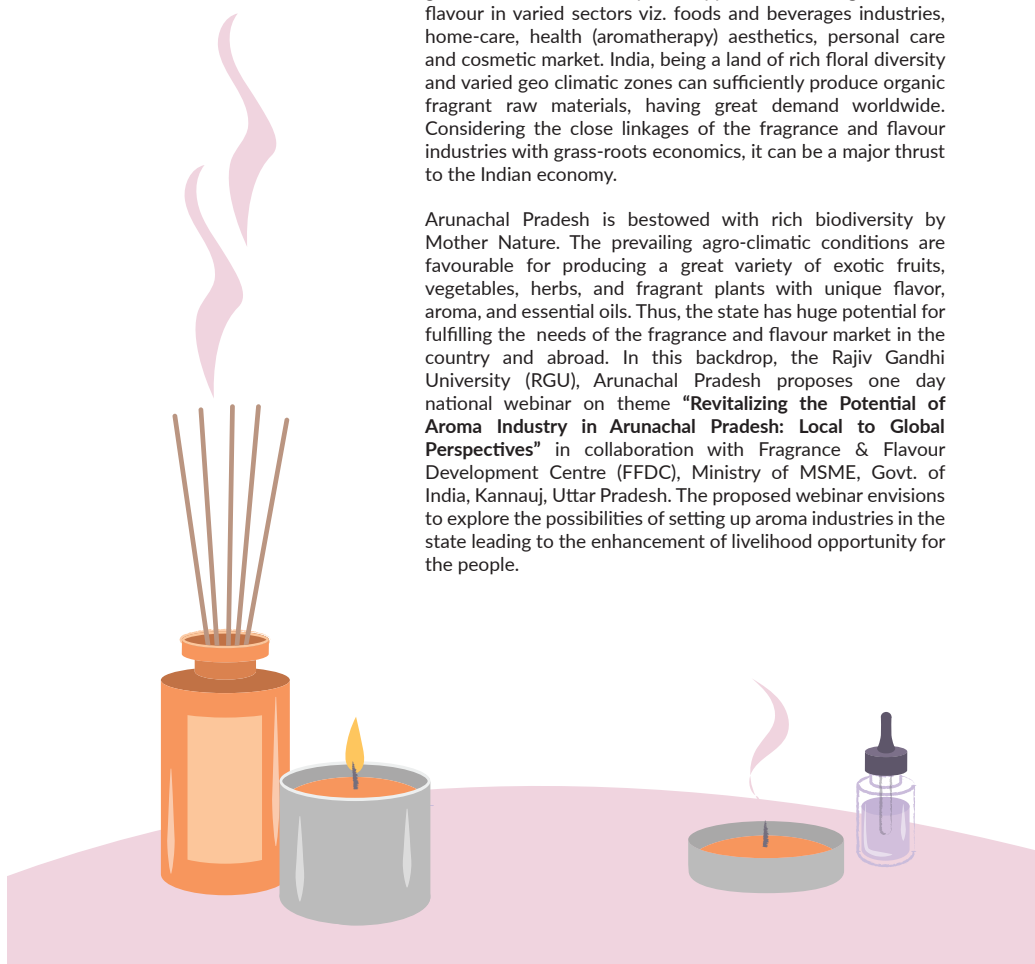 flavour in varied sectors viz. foods and beverages industries,
home-care, health (aromatherapy) aesthetics, personal care
and cosmetic market. India, being a land of rich floral diversity
and varied geo climatic zones can sufficiently produce organic
fragrant raw materials, having great demand worldwide.
Considering the close linkages of the fragrance and flavour
industries with grass-roots economics, it can be a major thrust
to the Indian economy.
Arunachal Pradesh is bestowed with rich biodiversity by
Mother Nature. The prevailing agro-climatic conditions are
favourable for producing a great variety of exotic fruits,
vegetables, herbs, and fragrant plants with unique flavor,
aroma, and essential oils. Thus, the state has huge potential for
fulfilling the needs of the fragrance and flavour market in the
country and abroad. In this backdrop, the Rajiv Gandhi
University (RGU), Arunachal Pradesh proposes one day
national webinar on theme “Revitalizing the Potential of
Aroma Industry in Arunachal Pradesh: Local to Global
Perspectives” in collaboration with Fragrance & Flavour
Development Centre (FFDC), Ministry of MSME, Govt. of
India, Kannauj, Uttar Pradesh. The proposed webinar envisions
to explore the possibilities of setting up aroma industries in the
state leading to the enhancement of livelihood opportunity for
the people.